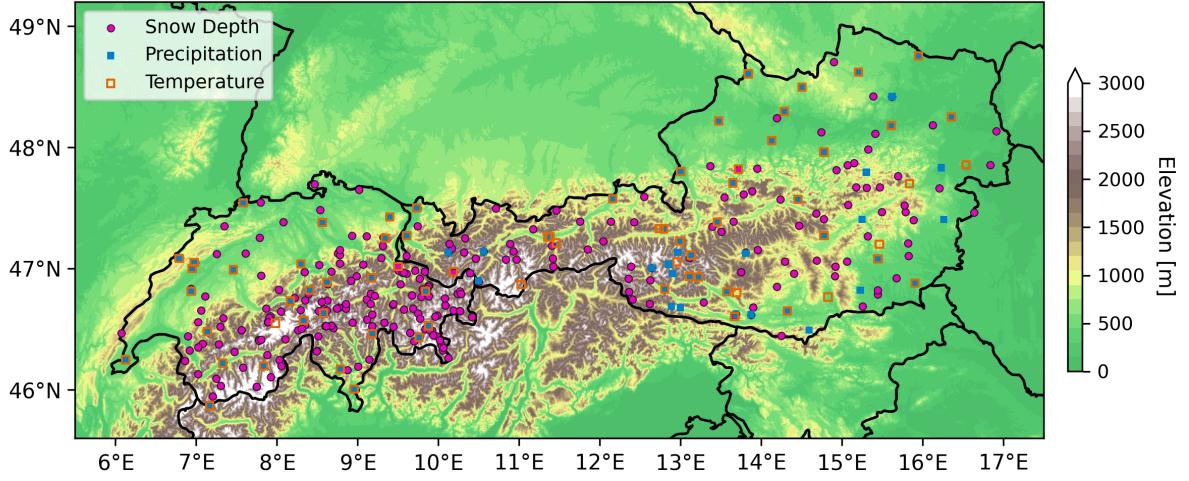 49°N
48°N
47°N
46°N
Snow Depth
Precipitation
Temperature
6°E 7°E 8°E 9°E 10°E 11°E 12°E 13°E 14°E 15°E 16°E 17°E
3000
2500
2000
1500
1000
500
0
Elevation [m]